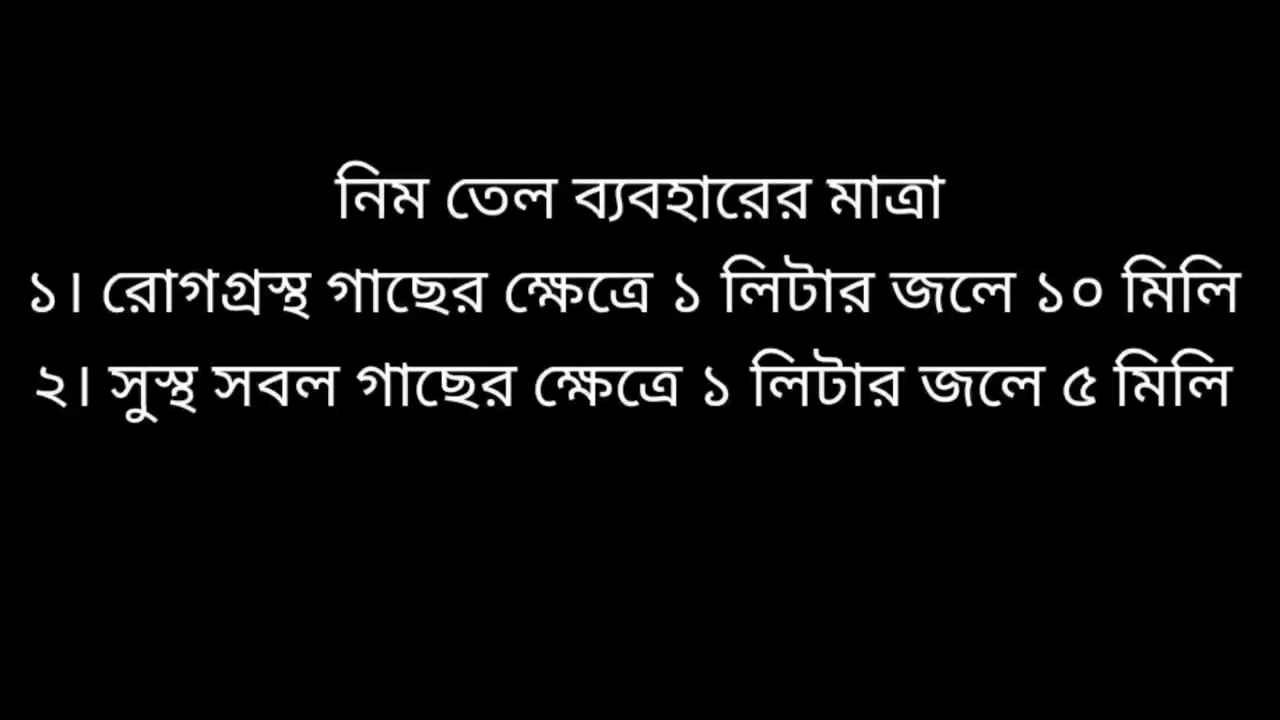 নিম তেল ব্যবহারের মাত্রা
১। রোগগ্রস্থ গাছের ক্ষেত্রে ১ লিটার জলে ১০ মিলি
২। সুস্থ সবল গাছের ক্ষেত্রে ১ লিটার জলে ৫ মিলি